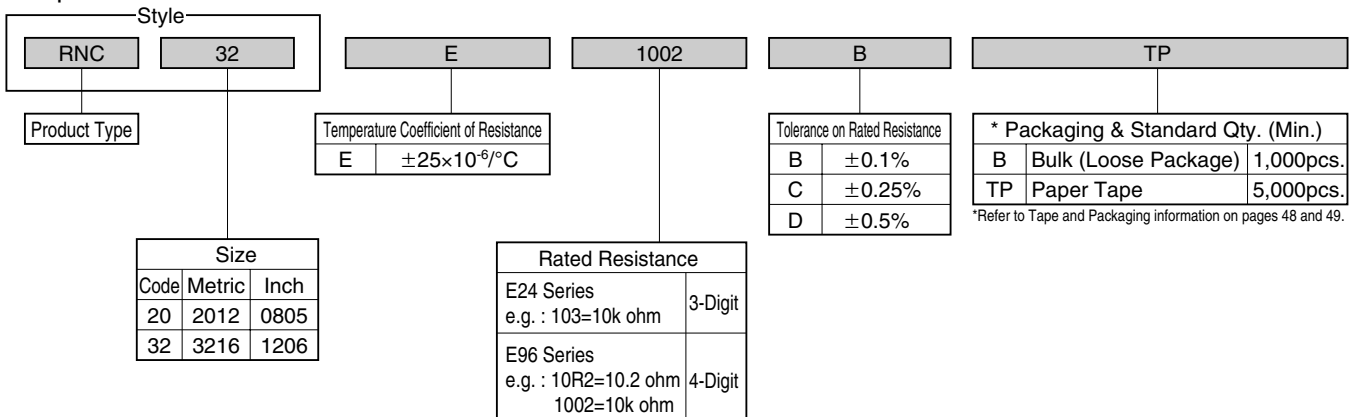 Style
RNC 32 E 1002 B TP
Product Type
Temperature Coefficient of Resistance
E ±25×10⁻⁶/°C
Tolerance on Rated Resistance
B ±0.1%
C ±0.25%
D ±0.5%
* Packaging & Standard Qty. (Min.)
B Bulk (Loose Package) 1,000pcs.
TP Paper Tape 5,000pcs.
*Refer to Tape and Packaging information on pages 48 and 49.
Size
Code Metric Inch
20 2012 0805
32 3216 1206
Rated Resistance
E24 Series
e.g. : 103=10k ohm
3-Digit
E96 Series
e.g. : 10R2=10.2 ohm
1002=10k ohm
4-Digit